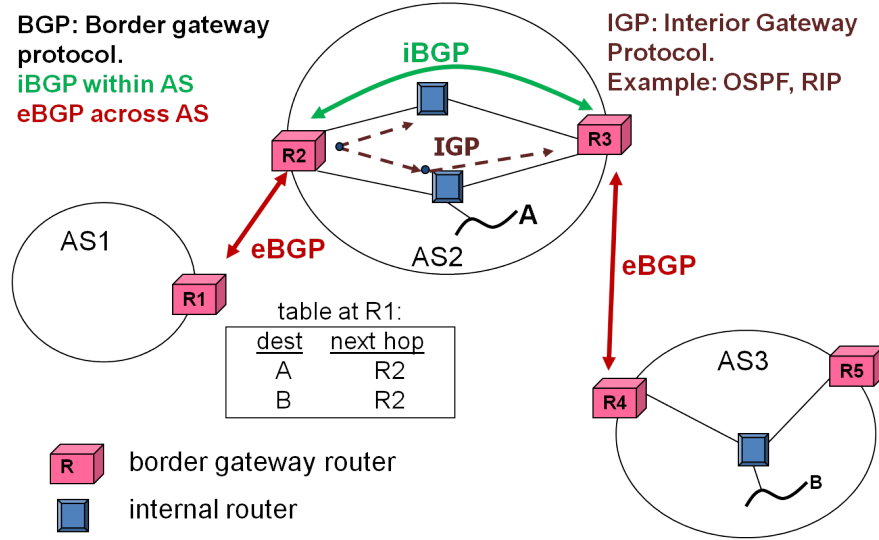 BGP: Border gateway
protocol.
iBGP within AS
eBGP across AS
IGP: Interior Gateway
Protocol.
Example: OSPF, RIP
iBGP
R2
R3
IGP
A
AS2
eBGP
AS1
R1
eBGP
table at R1:
dest next hop
A R2
B R2
AS3
R4
R5
B
R border gateway router
internal router